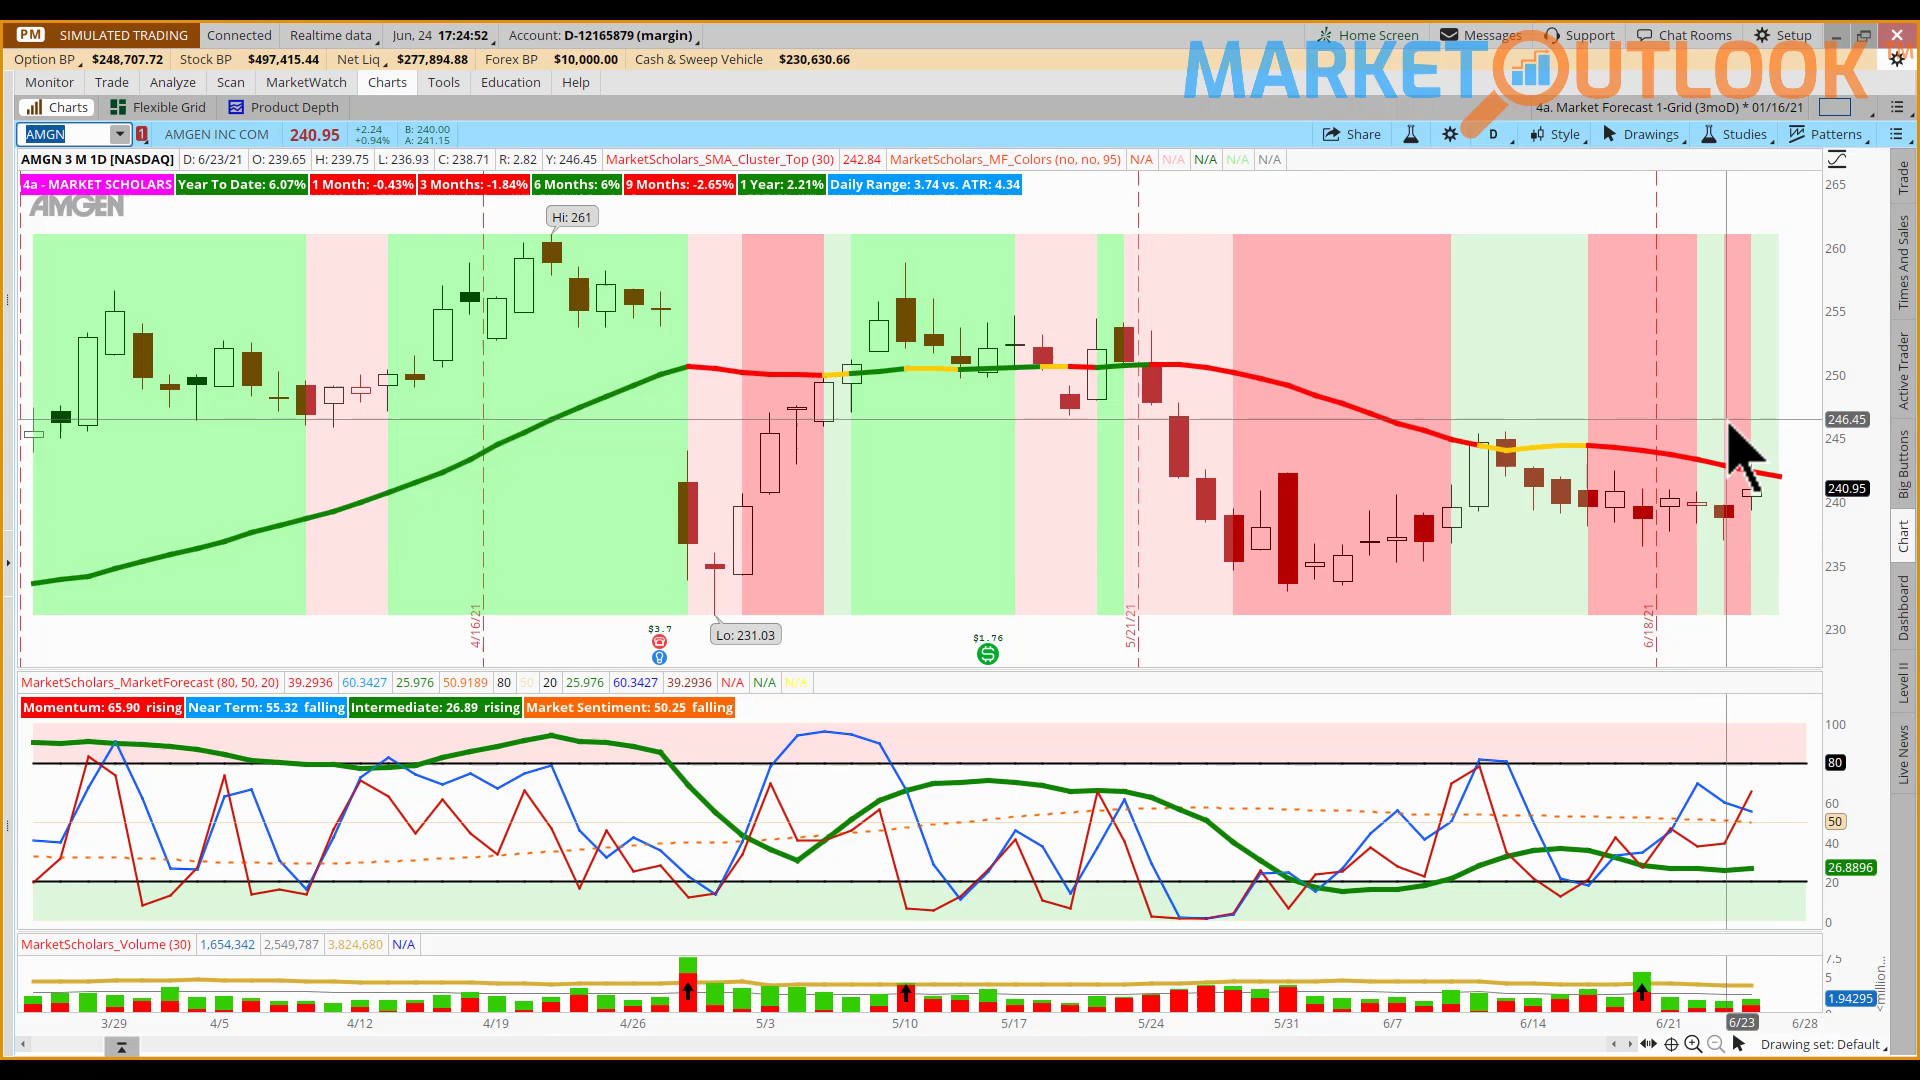 PM SIMULATED TRADING Connected Realtime data Jun, 24 17:24:52 Account: D-12165879 (margin) Home Screen Messages Support Chat Rooms Setup
Option BP $248,707.72 Stock BP $497,415.44 Net Liq $277,894.88 Forex BP $10,000.00 Cash & Sweep Vehicle $230,630.66
MARKET OUTLOOK
Monitor Trade Analyze Scan MarketWatch Charts Tools Education Help
Charts Flexible Grid Product Depth 4a. Market Forecast 1-Grid (3moD) * 01/16/21
AMGN 1 AMGEN INC COM 240.95 +2.24 +0.94% B: 240.00 A: 241.15 Share D Style Drawings Studies Patterns
AMGN 3 M 1D [NASDAQ] D: 6/23/21 O: 239.65 H: 239.75 L: 236.93 C: 238.71 R: 2.82 Y: 246.45 MarketScholars_SMA_Cluster_Top (30) 242.84 MarketScholars_MF_Colors (no, no, 95) N/A N/A N/A N/A N/A
4a - MARKET SCHOLARS Year To Date: 6.07% 1 Month: -0.43% 3 Months: -1.84% 6 Months: 6% 9 Months: -2.65% 1 Year: 2.21% Daily Range: 3.74 vs. ATR: 4.34
265
AMGEN
Hi: 261
260
255
250
246.45
245
240.95
240
235
4/16/21
5/21/21
6/18/21
$3.7
Lo: 231.03
$1.76
230
MarketScholars_MarketForecast (80, 50, 20) 39.2936 60.3427 25.976 50.9189 80 50 20 25.976 60.3427 39.2936 N/A N/A N/A
Momentum: 65.90 rising Near Term: 55.32 falling Intermediate: 26.89 rising Market Sentiment: 50.25 falling
100
80
60
50
40
26.8896
20
0
MarketScholars_Volume (30) 1,654,342 2,549,787 3,824,680 N/A
7.5
5
1.94295
<million...
3/29 4/5 4/12 4/19 4/26 5/3 5/10 5/17 5/24 5/31 6/7 6/14 6/21 6/23 6/28
Drawing set: Default
Trade
Times And Sales
Active Trader
Big Buttons
Chart
Dashboard
Level II
Live News